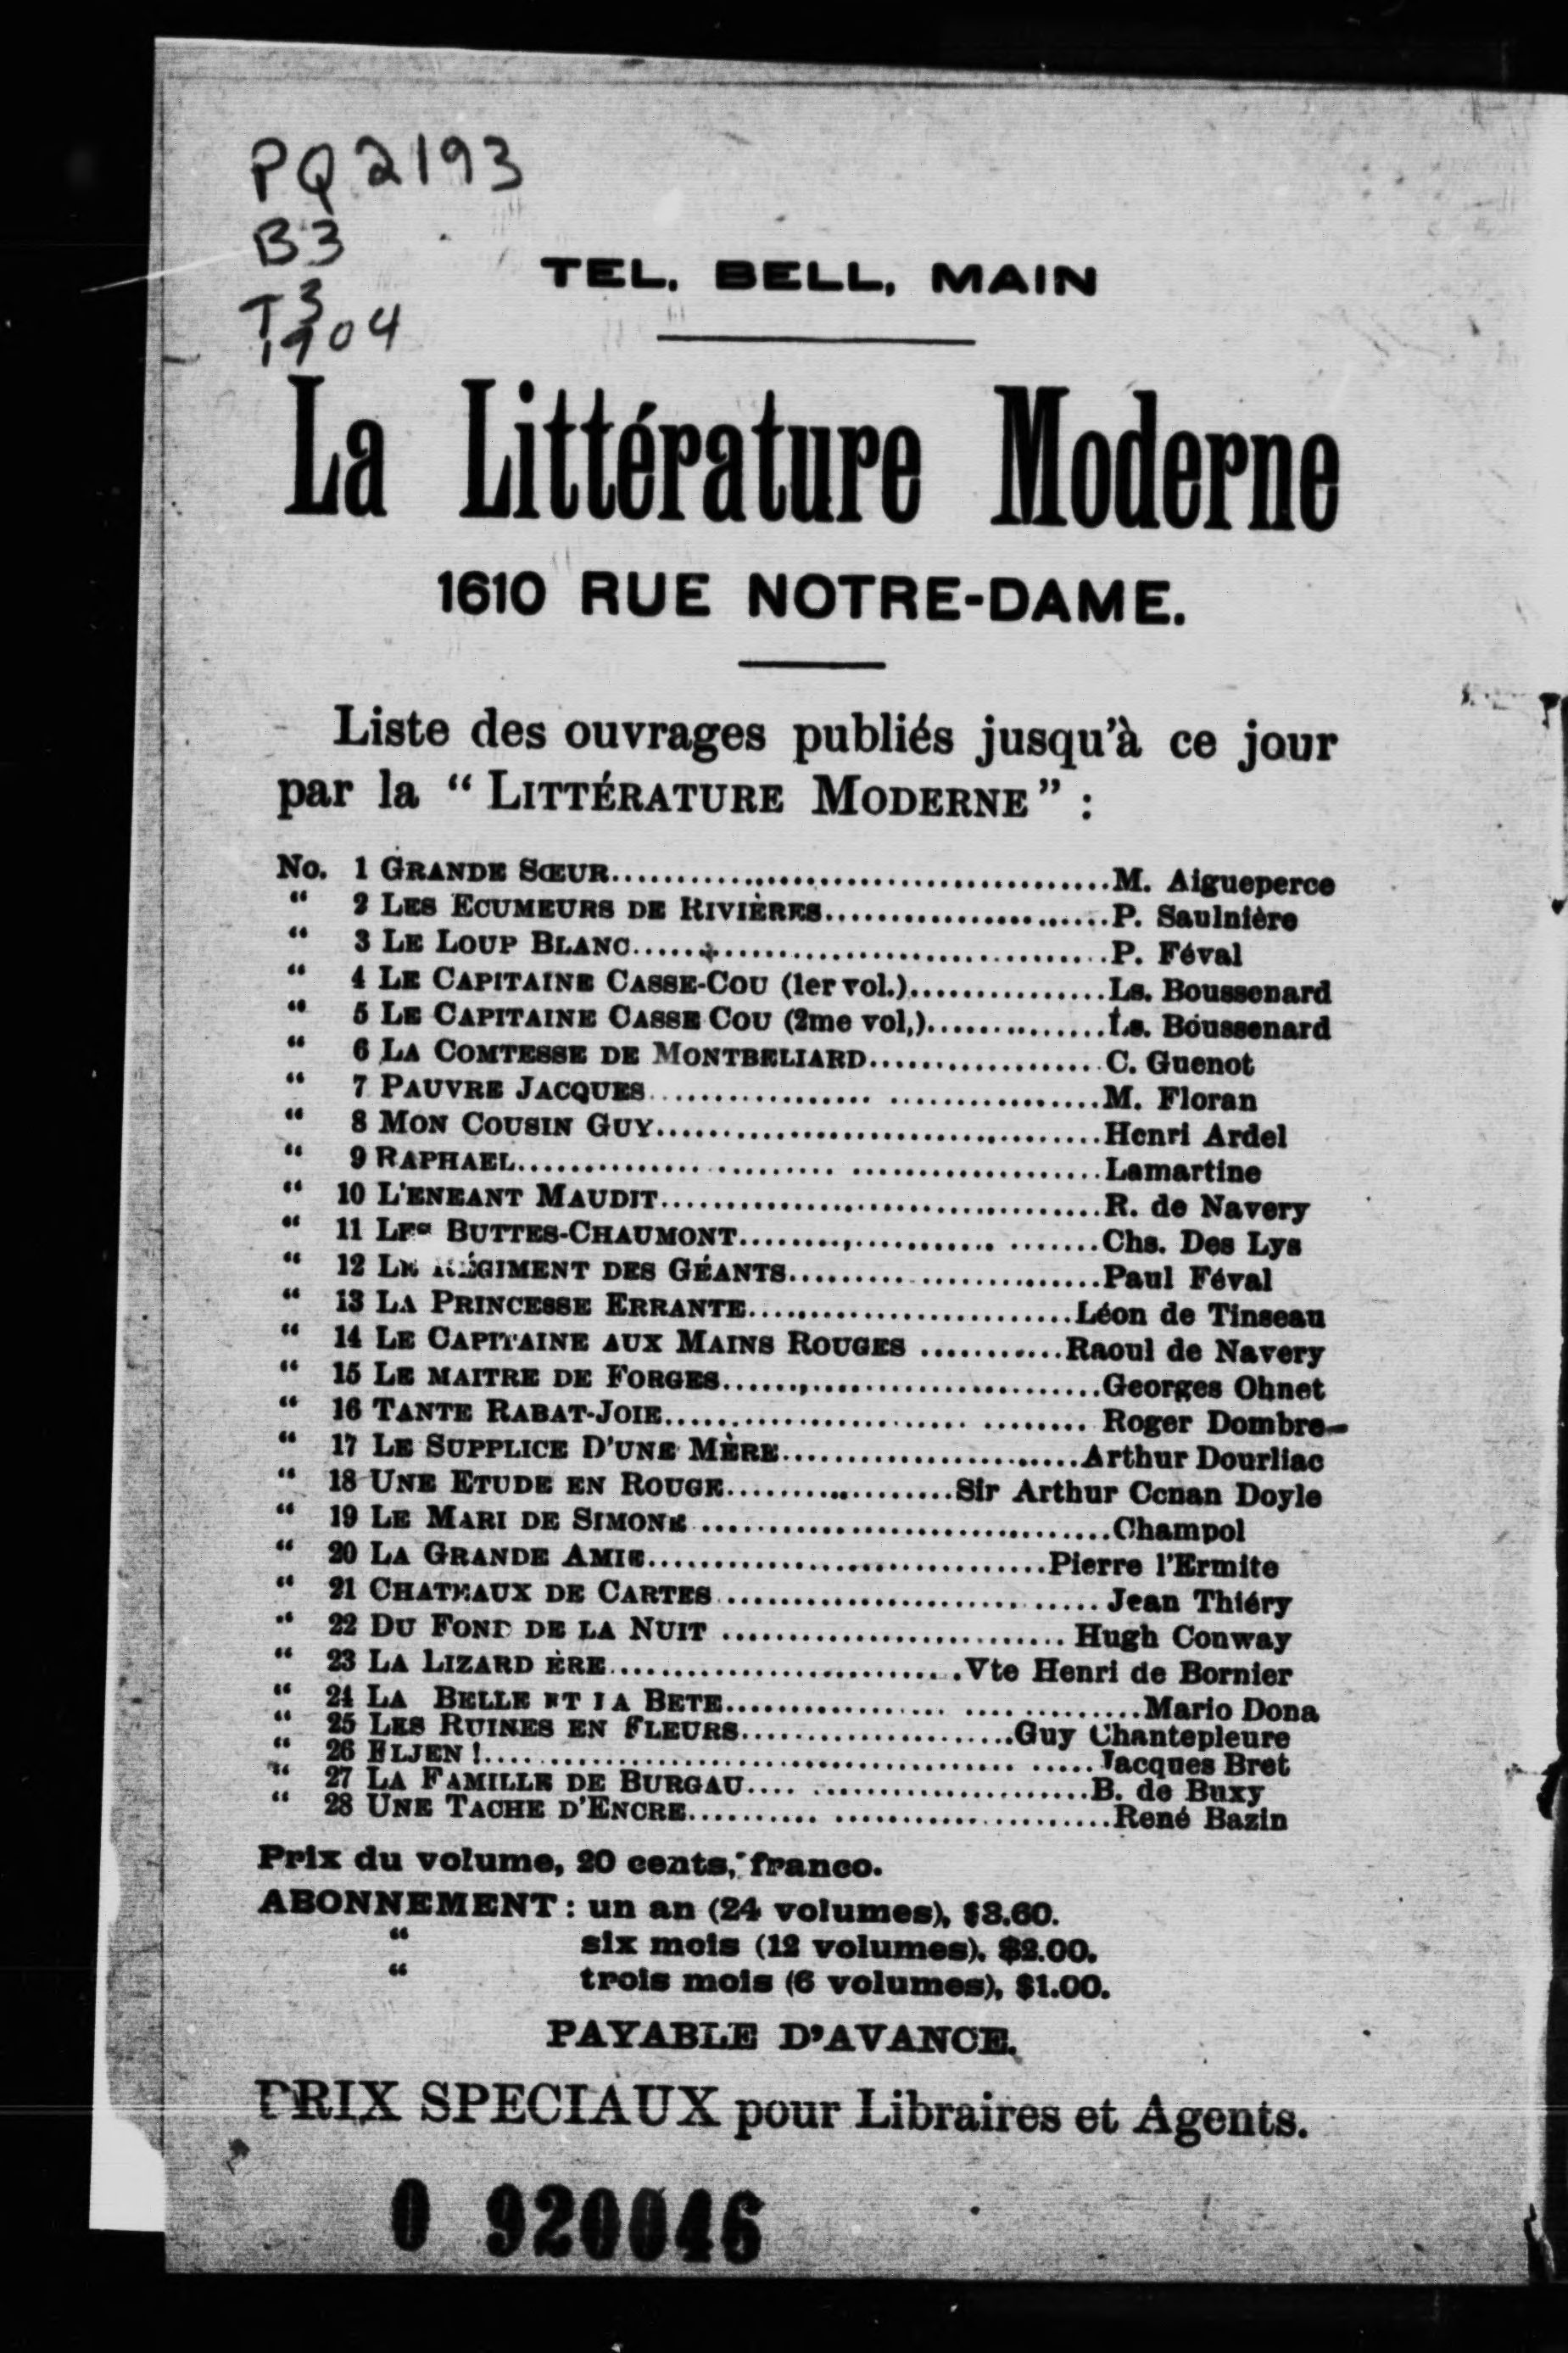 PQ 2193
B3
T3
1904
TEL. BELL, MAIN
La Littérature Moderne
1610 RUE NOTRE-DAME.
Liste des ouvrages publiés jusqu'à ce jour
par la “ LITTÉRATURE MODERNE ” :
No. 1 GRANDE SŒUR........................................M. Aigueperce
“ 2 LES ECUMEURS DE RIVIÈRES........................P. Saulnière
“ 3 LE LOUP BLANC........................................P. Féval
“ 4 LE CAPITAINE CASSE-COU (1er vol.)...............Ls. Boussenard
“ 5 LE CAPITAINE CASSE COU (2me vol,)..............Ls. Boussenard
“ 6 LA COMTESSE DE MONTBELIARD...................C. Guenot
“ 7 PAUVRE JACQUES................. .................M. Floran
“ 8 MON COUSIN GUY...................................Henri Ardel
“ 9 RAPHAEL........................ ...................Lamartine
“ 10 L'ENEANT MAUDIT...................................R. de Navery
“ 11 LES BUTTES-CHAUMONT.................... .......Chs. Des Lys
“ 12 LE RÉGIMENT DES GÉANTS.........................Paul Féval
“ 13 LA PRINCESSE ERRANTE..........................Léon de Tinseau
“ 14 LE CAPITAINE AUX MAINS ROUGES ...........Raoul de Navery
“ 15 LE MAITRE DE FORGES..............................Georges Ohnet
“ 16 TANTE RABAT-JOIE........................ ........ Roger Dombre
“ 17 LE SUPPLICE D'UNE MÈRE........................Arthur Dourliac
“ 18 UNE ETUDE EN ROUGE..................Sir Arthur Conan Doyle
“ 19 LE MARI DE SIMONE ................................Champol
“ 20 LA GRANDE AMIE................................Pierre l'Ermite
“ 21 CHATEAUX DE CARTES ....................... ..... Jean Thiéry
“ 22 DU FOND DE LA NUIT ........................... Hugh Conway
“ 23 LA LIZARD ÈRE............................Vte Henri de Bornier
“ 24 LA BELLE ET LA BETE................. .... .........Mario Dona
“ 25 LES RUINES EN FLEURS......................Guy Chantepleure
“ 26 ELJEN !.......................................... .....Jacques Bret
“ 27 LA FAMILLE DE BURGAU.... ......................B. de Buxy
“ 28 UNE TACHE D'ENCRE.......... ......................René Bazin
Prix du volume, 20 cents, franco.
ABONNEMENT : un an (24 volumes), $3.60.
“ six mois (12 volumes). $2.00.
“ trois mois (6 volumes), $1.00.
PAYABLE D'AVANCE.
PRIX SPECIAUX pour Libraires et Agents.
0 920046